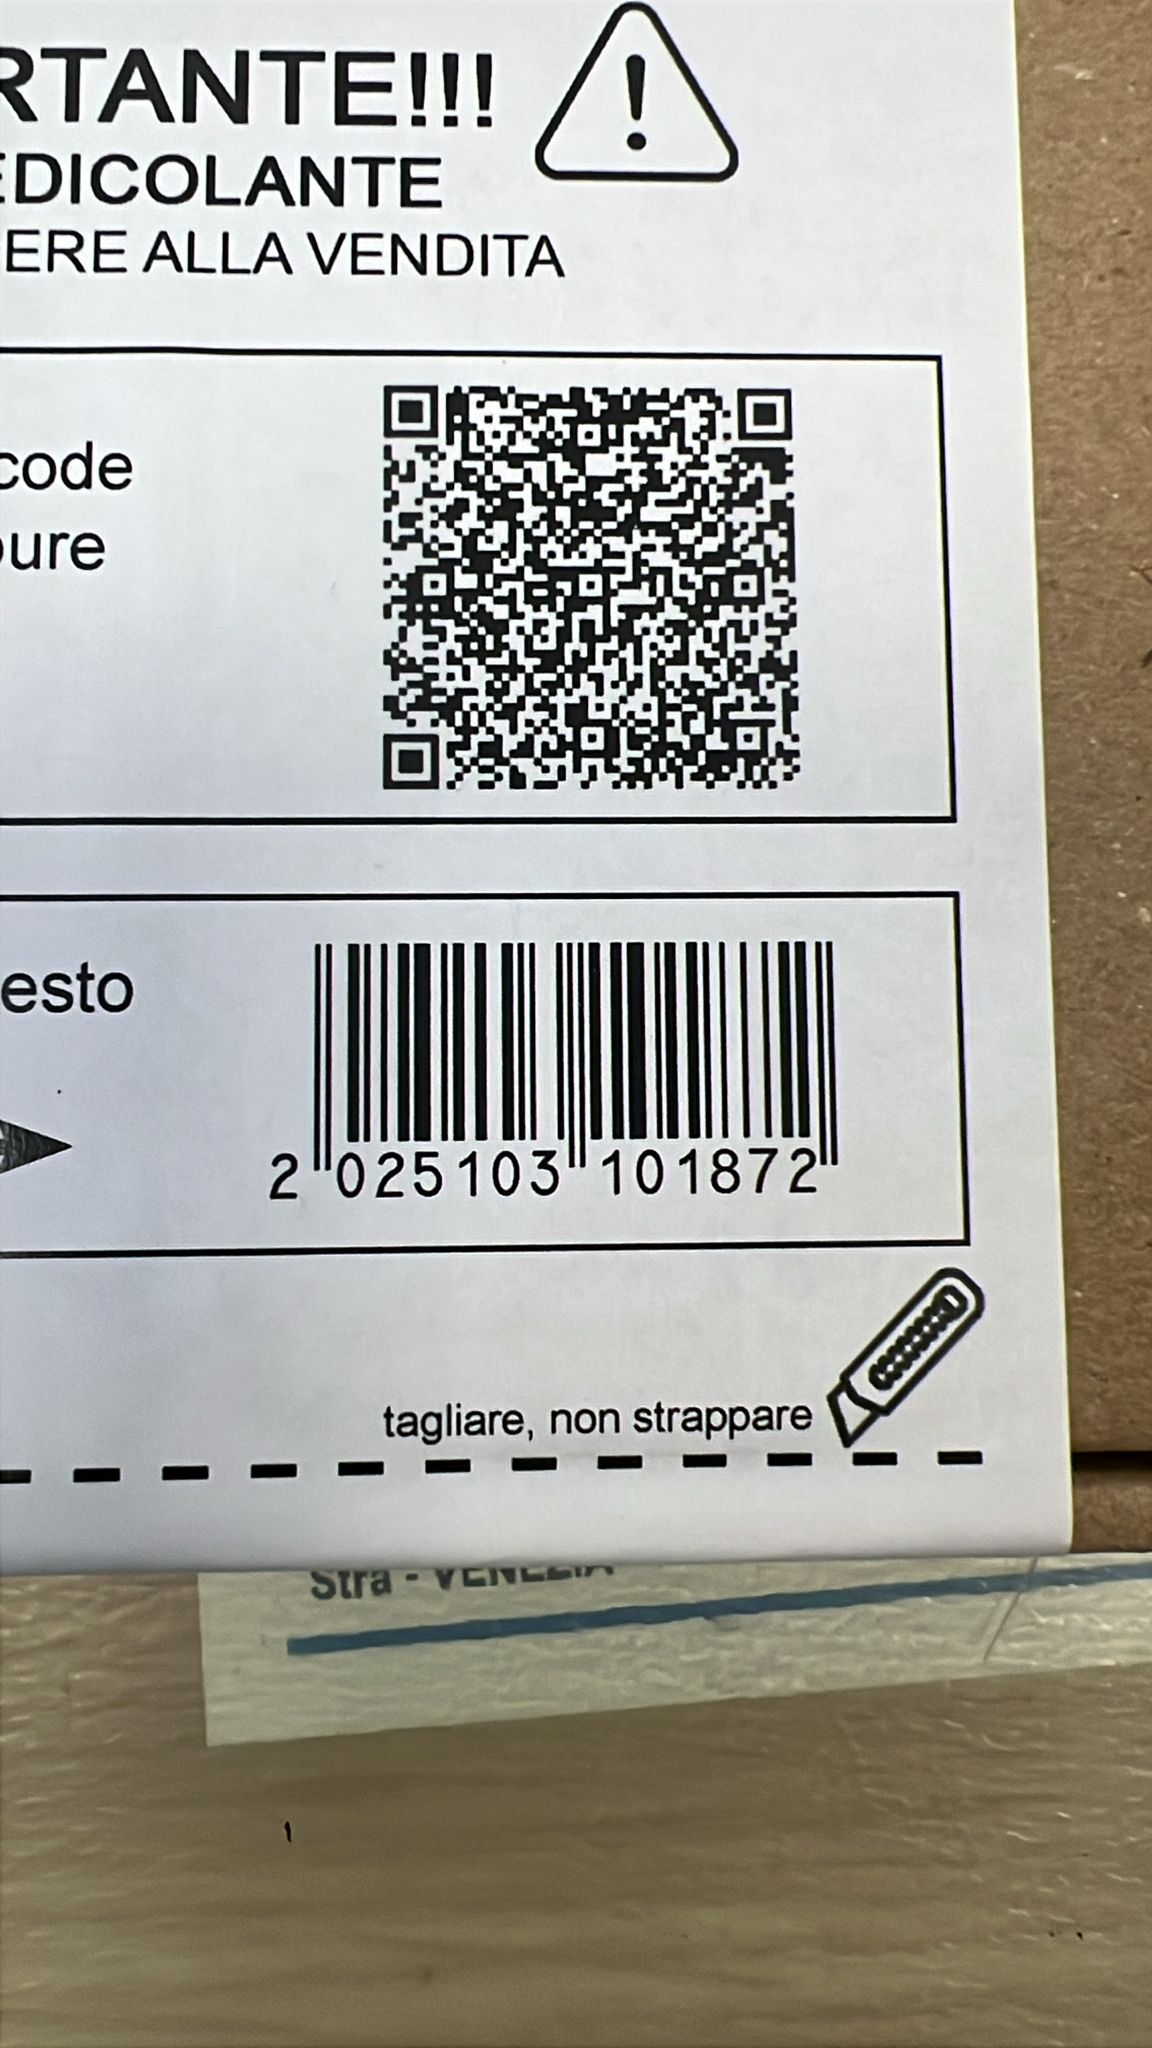 RTANTE!!!
EDICOLANTE
ERE ALLA VENDITA
code
pure
esto
2 025103 101872
tagliare, non strappare
Stra - VENEZIA